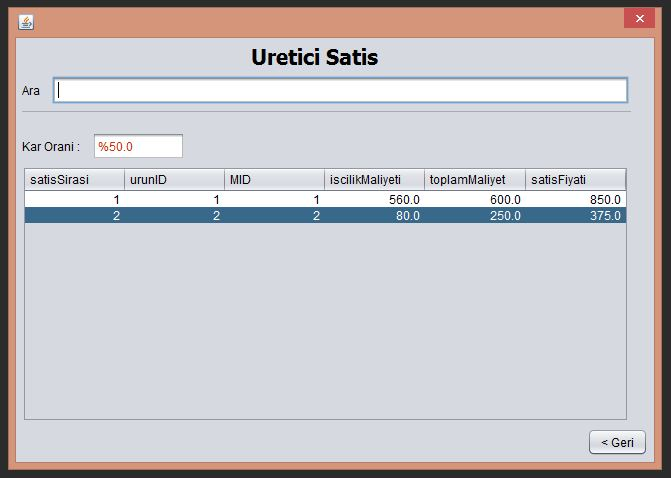 Uretici Satis
Ara
Kar Orani : %50.0
satisSirasi urunID MID iscilikMaliyeti toplamMaliyet satisFiyati
1 1 1 560.0 600.0 850.0
2 2 2 80.0 250.0 375.0
< Geri